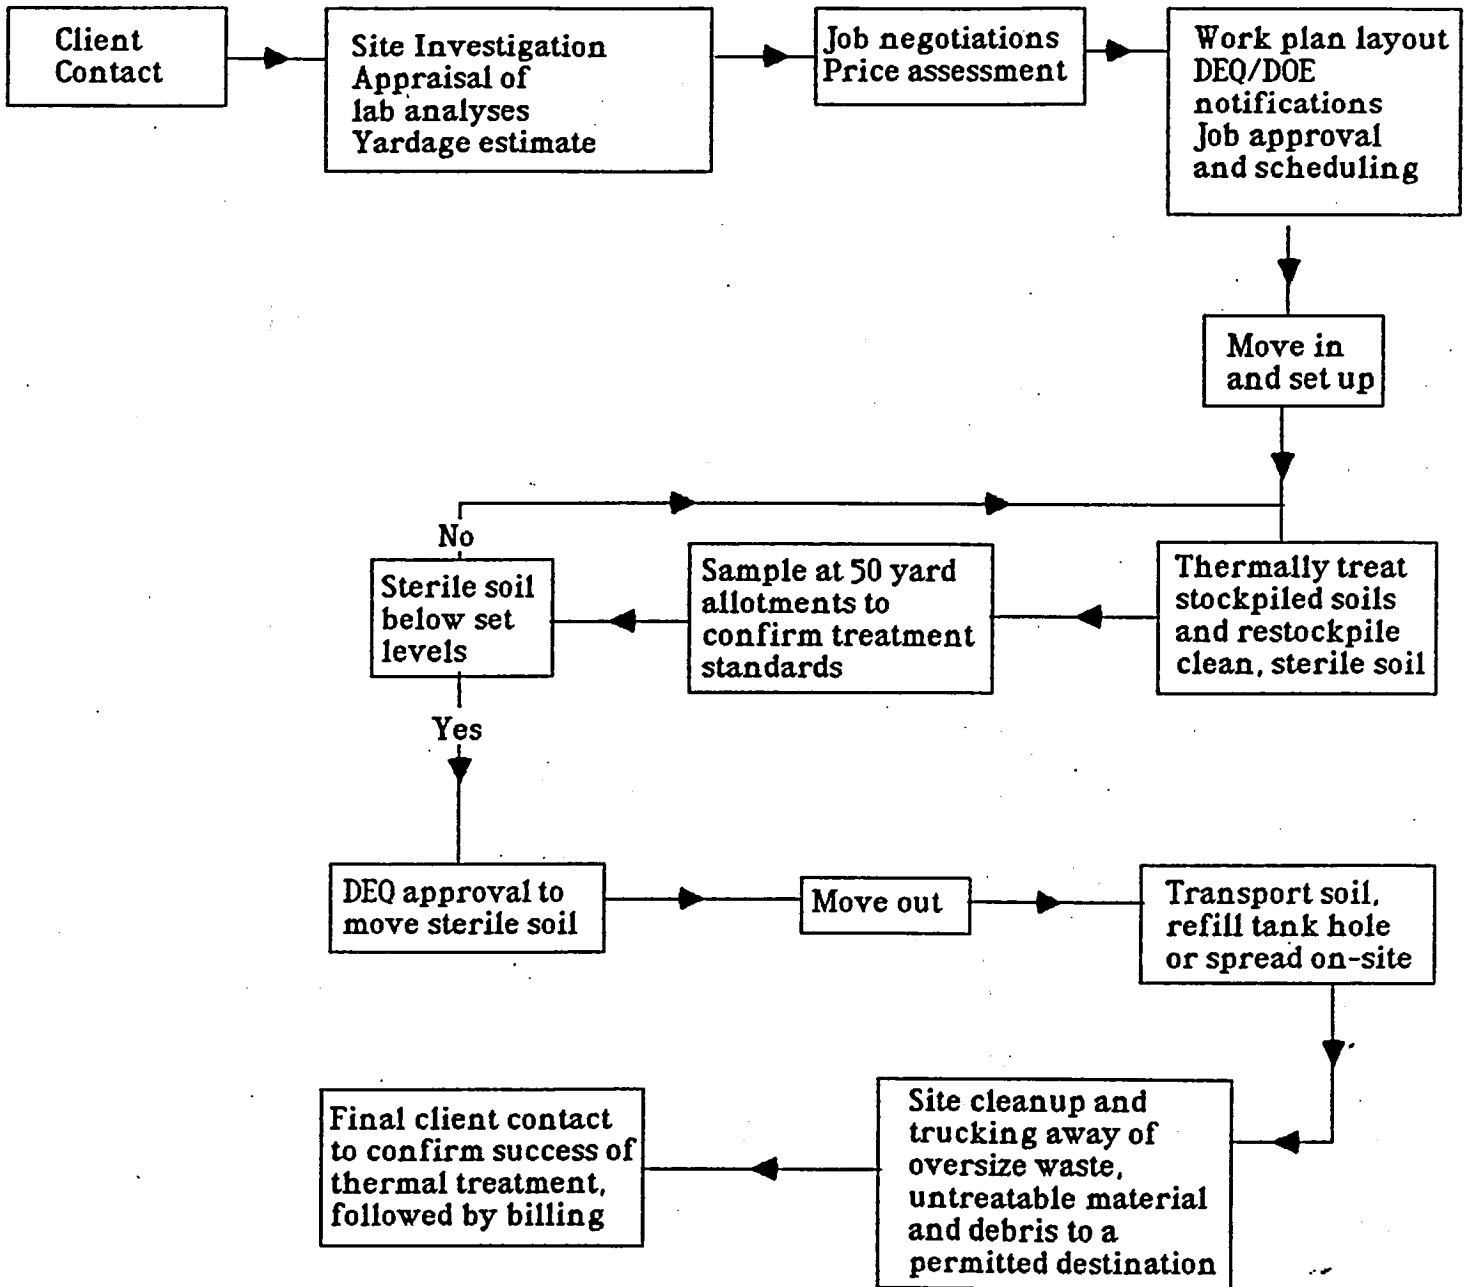 Client
Contact
Site Investigation
Appraisal of
lab analyses
Yardage estimate
Job negotiations
Price assessment
Work plan layout
DEQ/DOE
notifications
Job approval
and scheduling
Move in
and set up
Thermally treat
stockpiled soils
and restockpile
clean, sterile soil
Sample at 50 yard
allotments to
confirm treatment
standards
No
Sterile soil
below set
levels
Yes
DEQ approval to
move sterile soil
Move out
Transport soil,
refill tank hole
or spread on-site
Site cleanup and
trucking away of
oversize waste,
untreatable material
and debris to a
permitted destination
Final client contact
to confirm success of
thermal treatment,
followed by billing